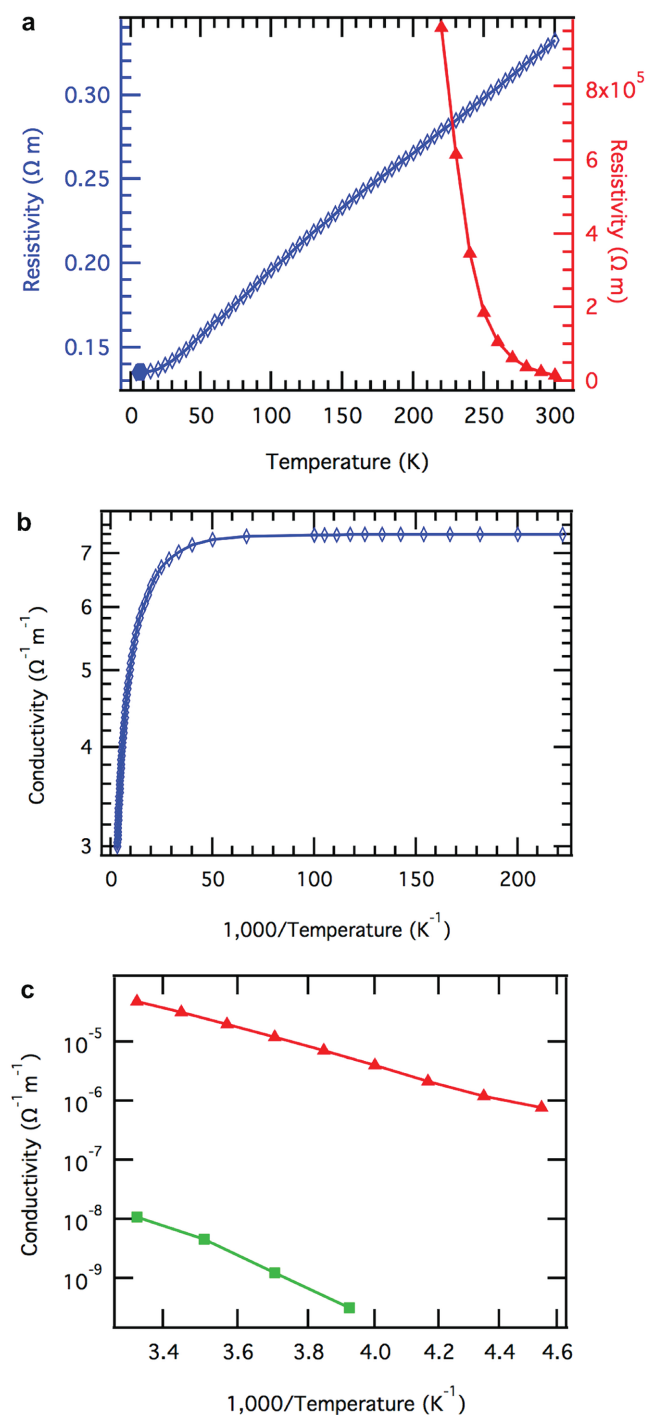 a
Resistivity (Ω m)
0.30
0.25
0.20
0.15
8x10⁵
6
4
2
0
Resistivity (Ω m)
0 50 100 150 200 250 300
Temperature (K)
b
Conductivity (Ω⁻¹m⁻¹)
7
6
5
4
3
0 50 100 150 200
1,000/Temperature (K⁻¹)
c
Conductivity (Ω⁻¹m⁻¹)
10⁻⁵
10⁻⁶
10⁻⁷
10⁻⁸
10⁻⁹
3.4 3.6 3.8 4.0 4.2 4.4 4.6
1,000/Temperature (K⁻¹)